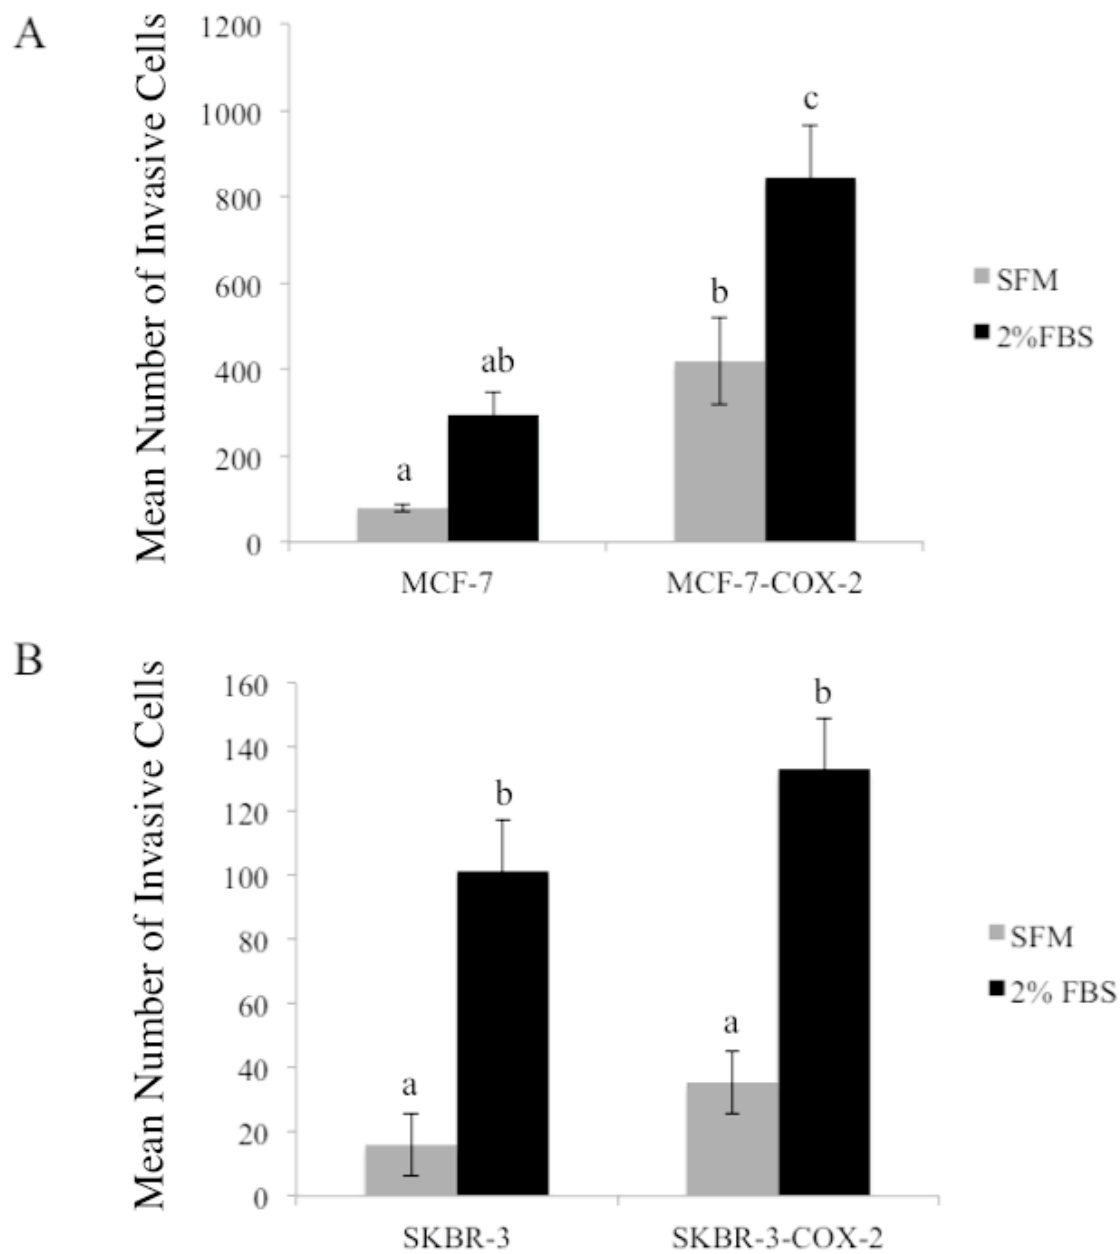 A
Mean Number of Invasive Cells
1200
1000
800
600
400
200
0
a
ab
b
c
MCF-7
MCF-7-COX-2
SFM
2%FBS
B
Mean Number of Invasive Cells
160
140
120
100
80
60
40
20
0
a
b
a
b
SKBR-3
SKBR-3-COX-2
SFM
2% FBS